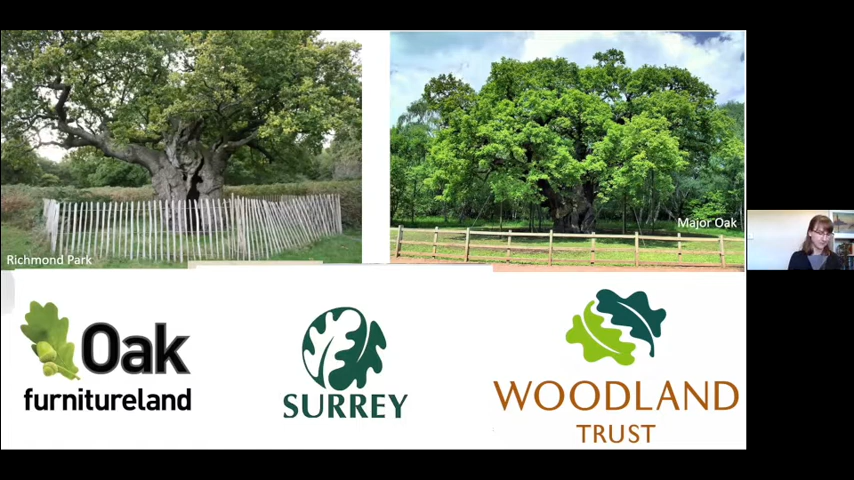 Richmond Park
Major Oak
Oak
furnitureland
SURREY
WOODLAND
TRUST